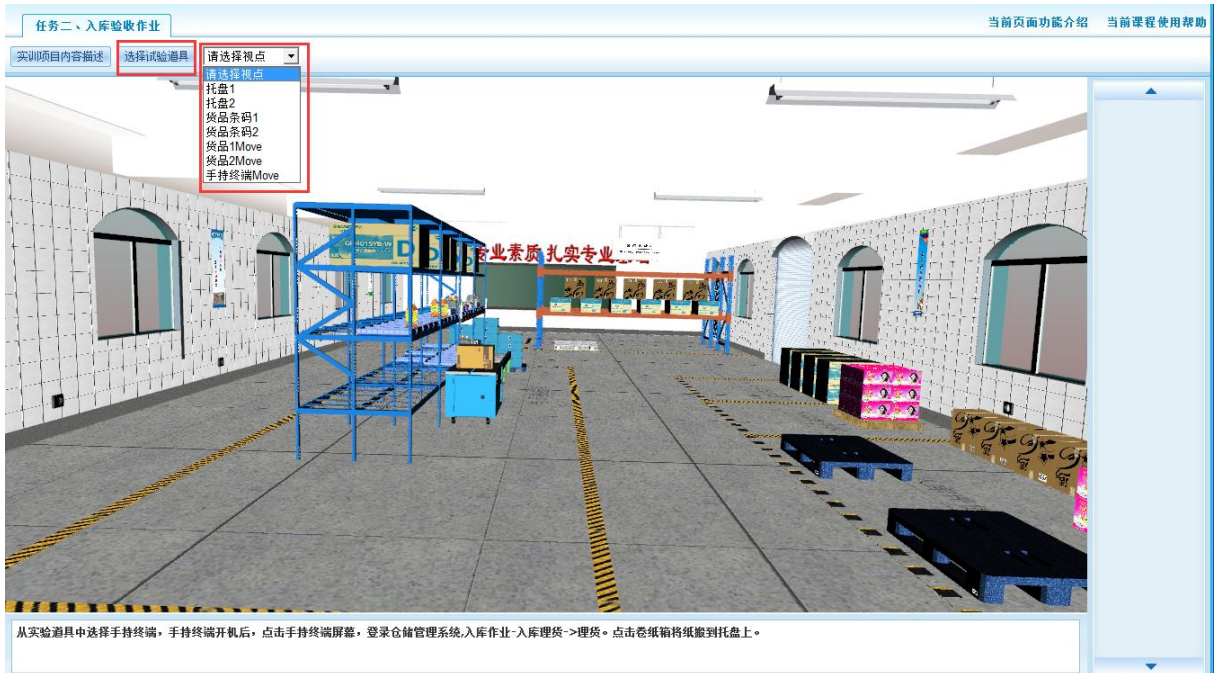 任务二、入库验收作业
当前页面功能介绍 当前课程使用帮助
实训项目内容描述 选择试验道具 请选择视点
请选择视点
托盘1
托盘2
货品条码1
货品条码2
货品1Move
货品2Move
手持终端Move
专业素质 扎实专业
D
从实验道具中选择手持终端，手持终端开机后，点击手持终端屏幕，登录仓储管理系统,入库作业-入库理货->理货。点击卷纸箱将纸搬到托盘上。